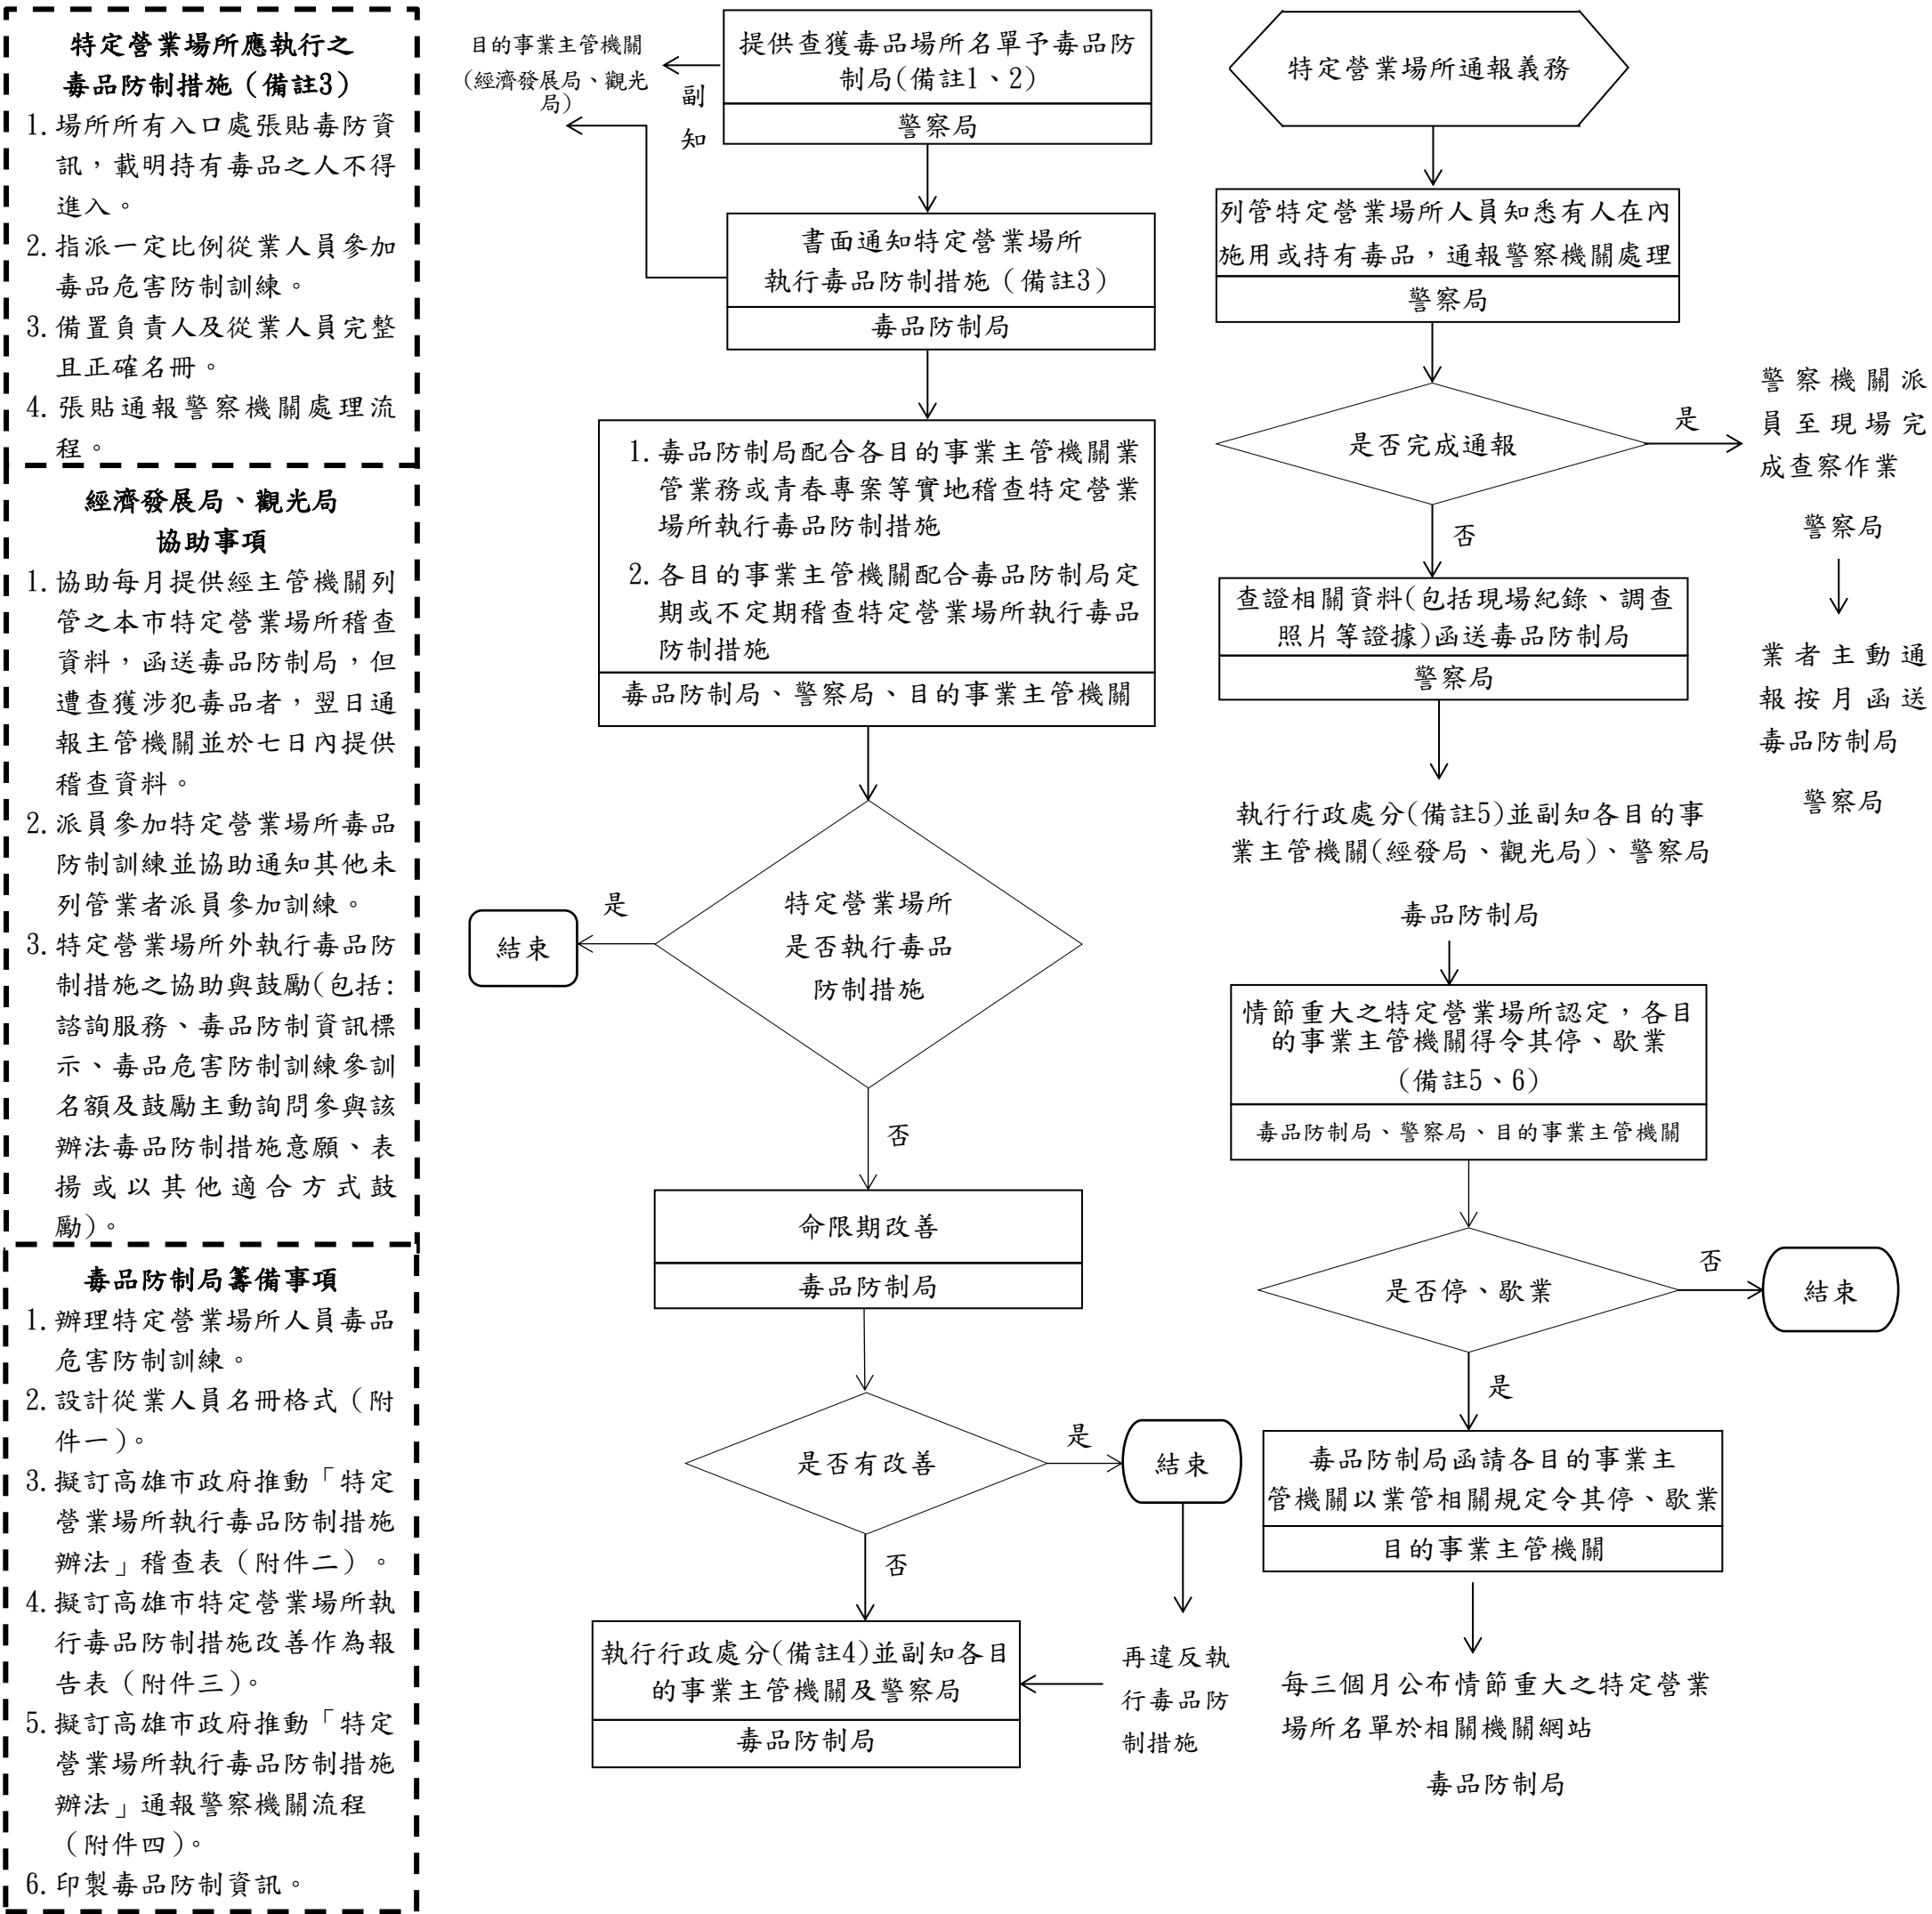 特定營業場所應執行之
毒品防制措施（備註3）
1.場所所有入口處張貼毒防資
訊，載明持有毒品之人不得
進入。
2.指派一定比例從業人員參加
毒品危害防制訓練。
3.備置負責人及從業人員完整
且正確名冊。
4.張貼通報警察機關處理流
程。
經濟發展局、觀光局
協助事項
1.協助每月提供經主管機關列
管之本市特定營業場所稽查
資料，函送毒品防制局，但
遭查獲涉犯毒品者，翌日通
報主管機關並於七日內提供
稽查資料。
2.派員參加特定營業場所毒品
防制訓練並協助通知其他未
列管業者派員參加訓練。
3.特定營業場所外執行毒品防
制措施之協助與鼓勵(包括:
諮詢服務、毒品防制資訊標
示、毒品危害防制訓練參訓
名額及鼓勵主動詢問參與該
辦法毒品防制措施意願、表
揚或以其他適合方式鼓
勵)。
毒品防制局籌備事項
1.辦理特定營業場所人員毒品
危害防制訓練。
2.設計從業人員名冊格式（附
件一）。
3.擬訂高雄市政府推動「特定
營業場所執行毒品防制措施
辦法」稽查表（附件二）。
4.擬訂高雄市特定營業場所執
行毒品防制措施改善作為報
告表（附件三）。
5.擬訂高雄市政府推動「特定
營業場所執行毒品防制措施
辦法」通報警察機關流程
（附件四）。
6.印製毒品防制資訊。
目的事業主管機關
(經濟發展局、觀光
局)
副
知
提供查獲毒品場所名單予毒品防
制局(備註1、2)
警察局
書面通知特定營業場所
執行毒品防制措施（備註3）
毒品防制局
1.毒品防制局配合各目的事業主管機關業
管業務或青春專案等實地稽查特定營業
場所執行毒品防制措施
2.各目的事業主管機關配合毒品防制局定
期或不定期稽查特定營業場所執行毒品
防制措施
毒品防制局、警察局、目的事業主管機關
特定營業場所
是否執行毒品
防制措施
是
結束
否
命限期改善
毒品防制局
是否有改善
是
結束
否
執行行政處分(備註4)並副知各目
的事業主管機關及警察局
毒品防制局
再違反執
行毒品防
制措施
特定營業場所通報義務
列管特定營業場所人員知悉有人在內
施用或持有毒品，通報警察機關處理
警察局
是否完成通報
是
警察機關派
員至現場完
成查察作業
警察局
業者主動通
報按月函送
毒品防制局
警察局
否
查證相關資料(包括現場紀錄、調查
照片等證據)函送毒品防制局
警察局
執行行政處分(備註5)並副知各目的事
業主管機關(經發局、觀光局)、警察局
毒品防制局
情節重大之特定營業場所認定，各目
的事業主管機關得令其停、歇業
(備註5、6)
毒品防制局、警察局、目的事業主管機關
是否停、歇業
否
結束
是
毒品防制局函請各目的事業主
管機關以業管相關規定令其停、歇業
目的事業主管機關
每三個月公布情節重大之特定營業
場所名單於相關機關網站
毒品防制局